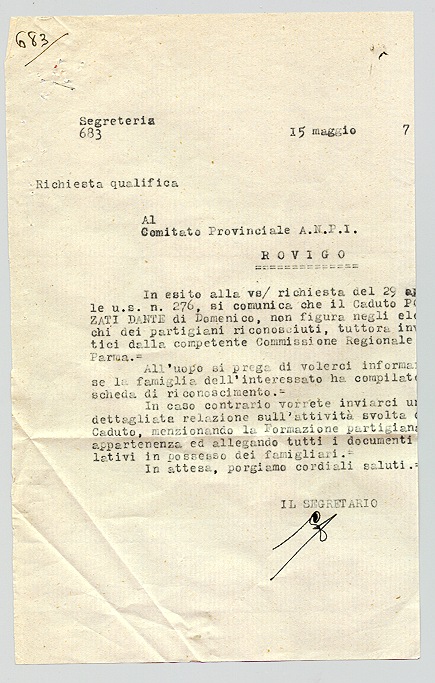 683/
Segreteria
683
15 maggio 7
Richiesta qualifica
Al
Comitato Provinciale A.N.P.I.
R O V I G O
===============
In esito alla vs/ richiesta del 29 ap
le u.s. n. 276, si comunica che il Caduto PO
ZATI DANTE di Domenico, non figura negli ele
chi dei partigiani riconosciuti, tuttora inv
tici dalla competente Commissione Regionale
Parma.=
All'uopo si prega di volerci informa
se la famiglia dell'interessato ha compilato
scheda di riconoscimento.=
In caso contrario vorrete inviarci un
dettagliata relazione sull'attività svolta d
Caduto, menzionando la Formazione partigiana
appartenenza ed allegando tutti i documenti
lativi in possesso dei famigliari.=
In attesa, porgiamo cordiali saluti.=
IL SEGRETARIO